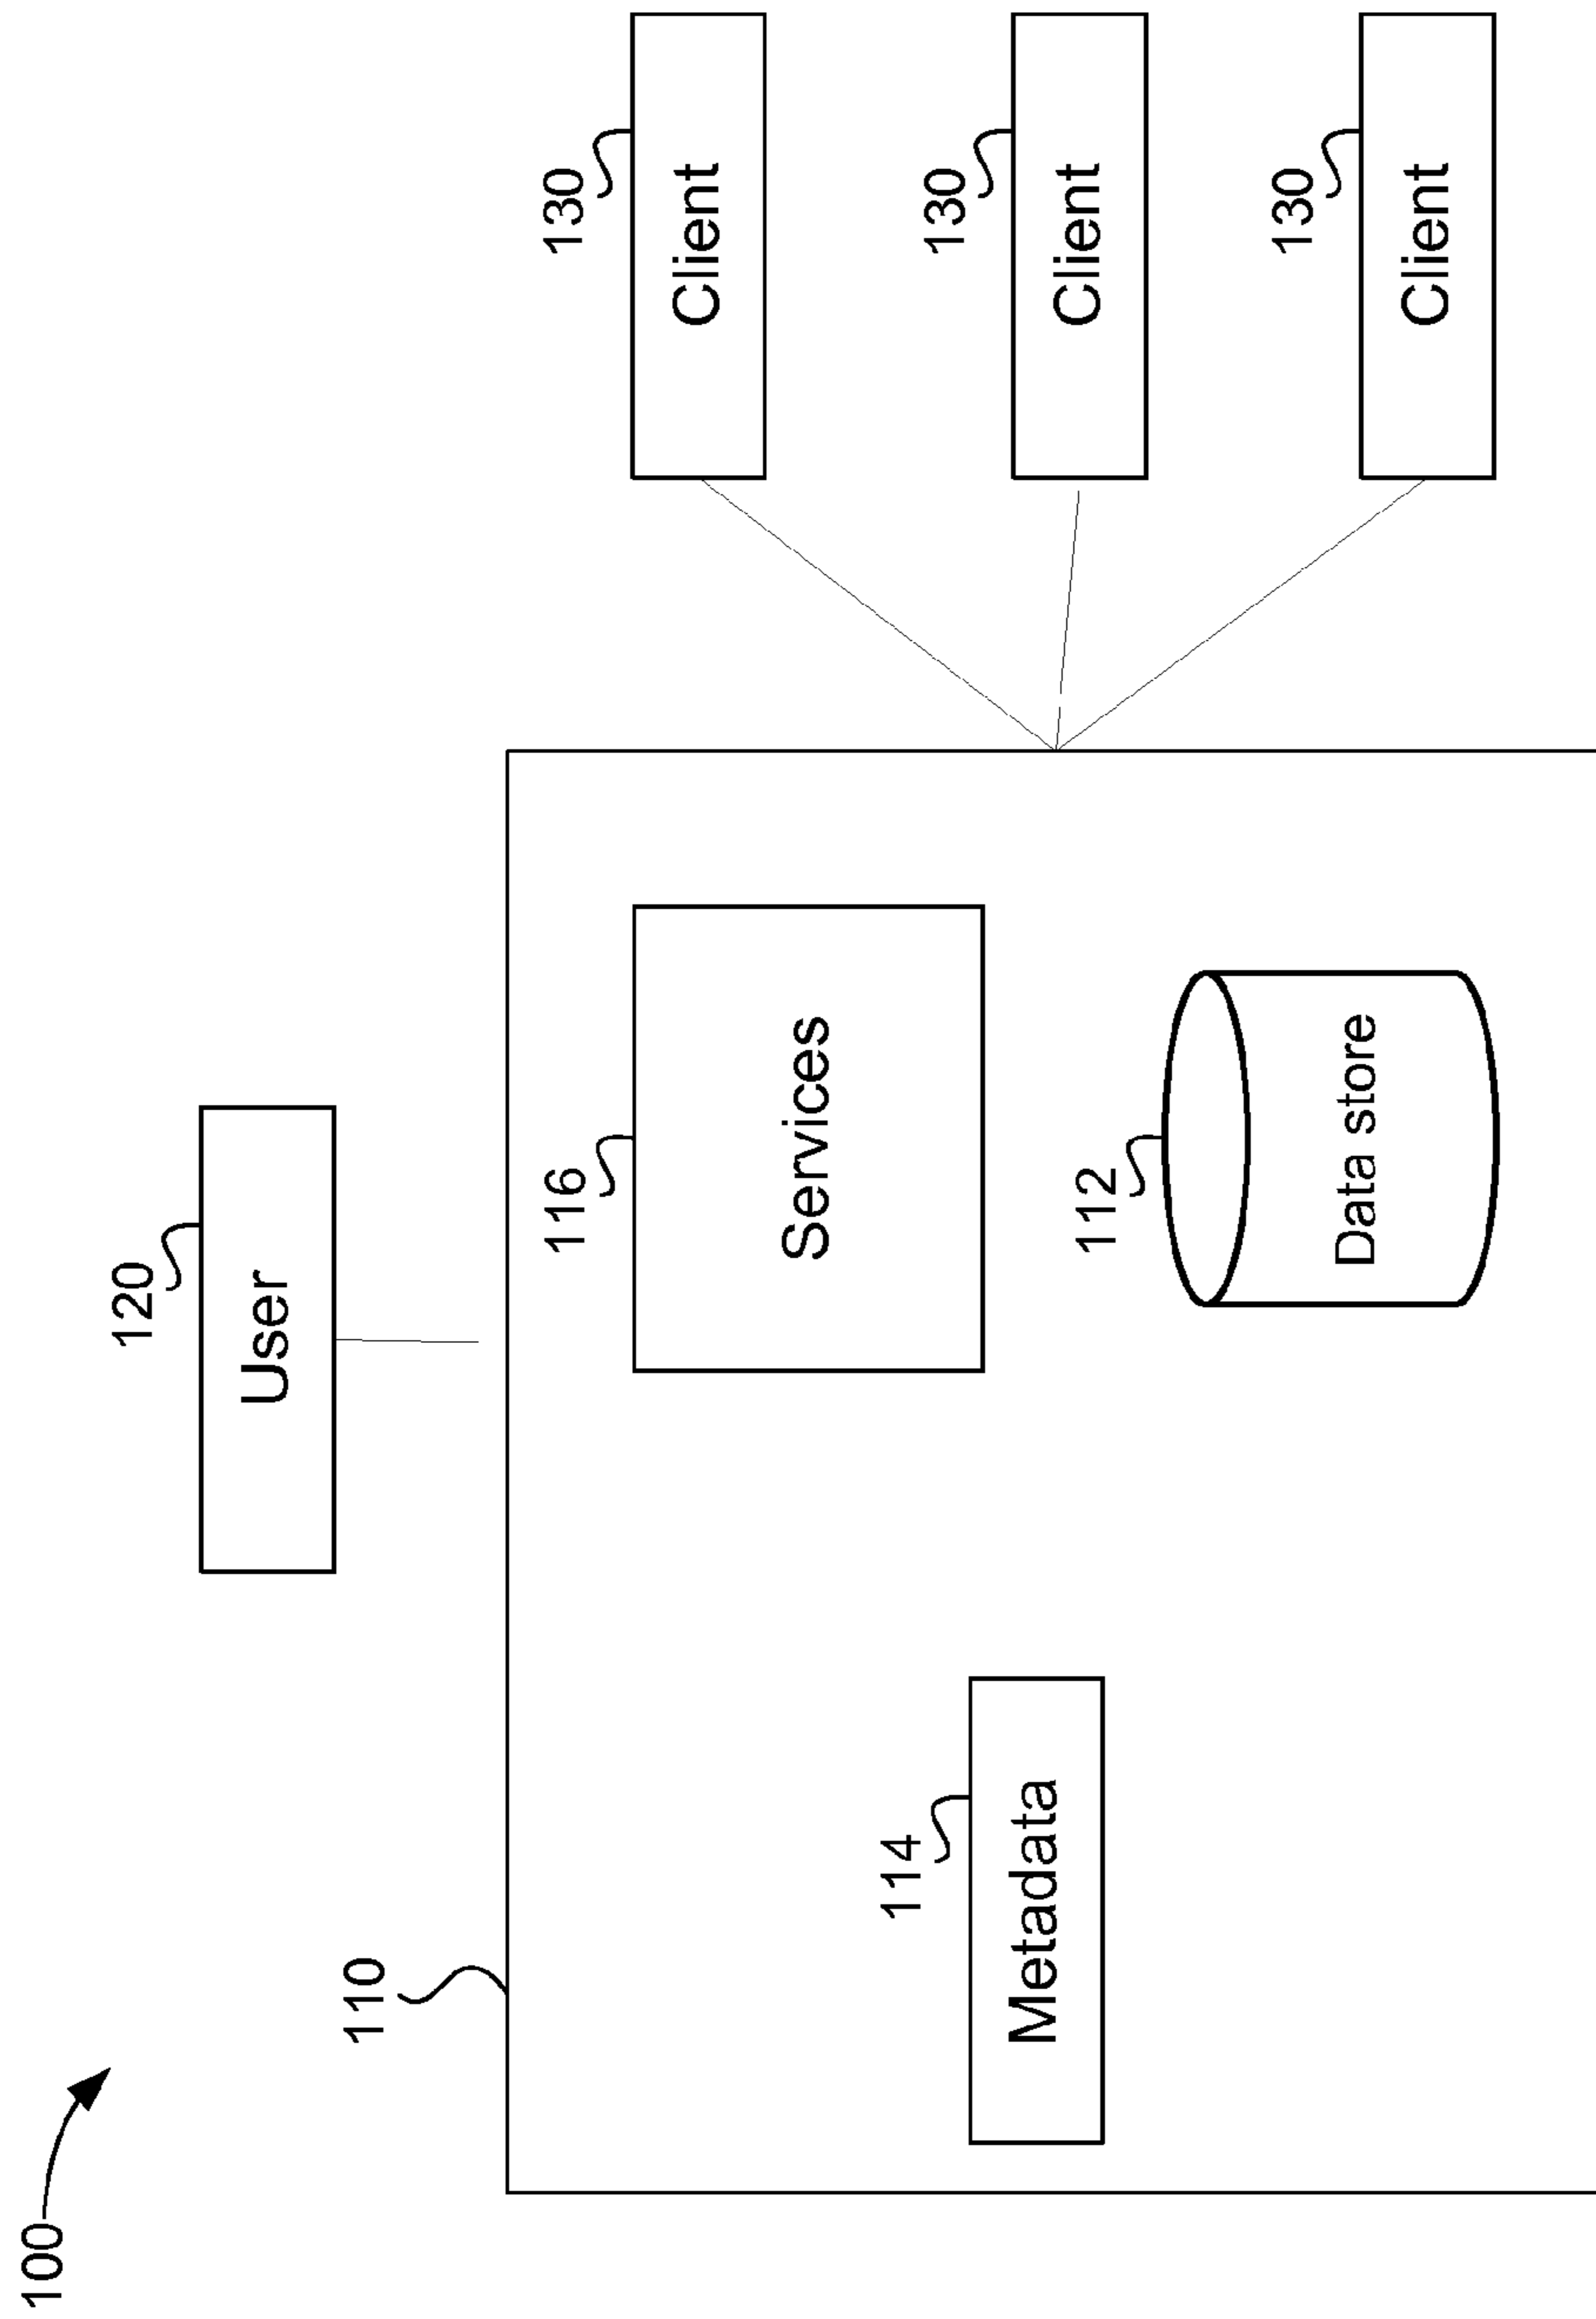 100
110
120
User
114
Metadata
116
Services
112
Data store
130
Client
130
Client
130
Client